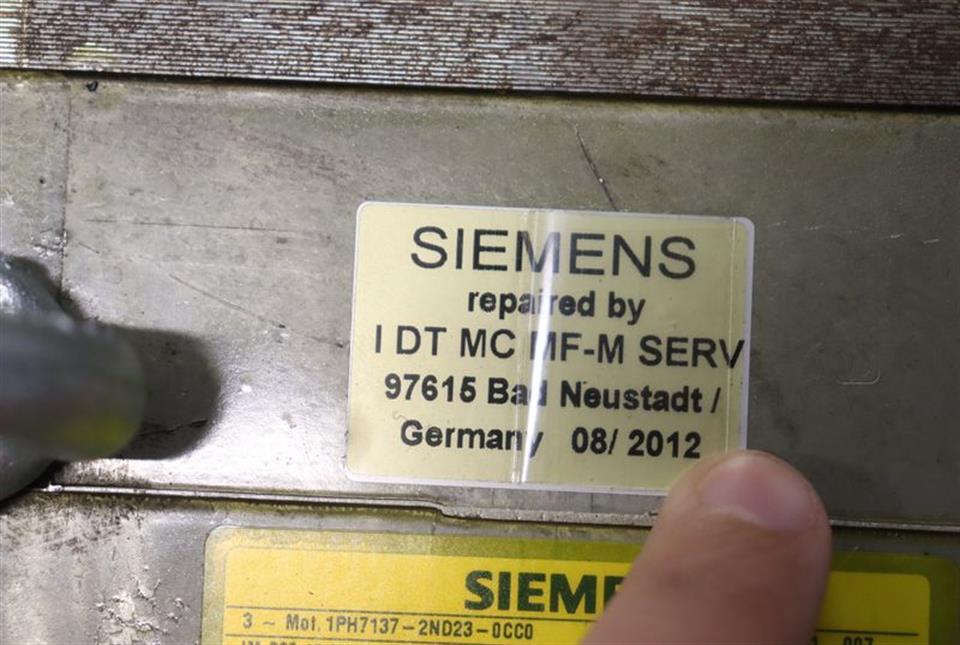 SIEMENS
repaired by
I DT MC MF-M SERV
97615 Bad Neustadt /
Germany 08/ 2012
SIEME
3 ~ Mot. 1PH7137-2ND23-0CC0